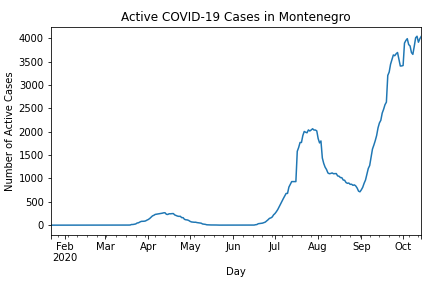 Active COVID-19 Cases in Montenegro
Number of Active Cases
4000
3500
3000
2500
2000
1500
1000
500
0
Feb Mar Apr May Jun Jul Aug Sep Oct
2020
Day